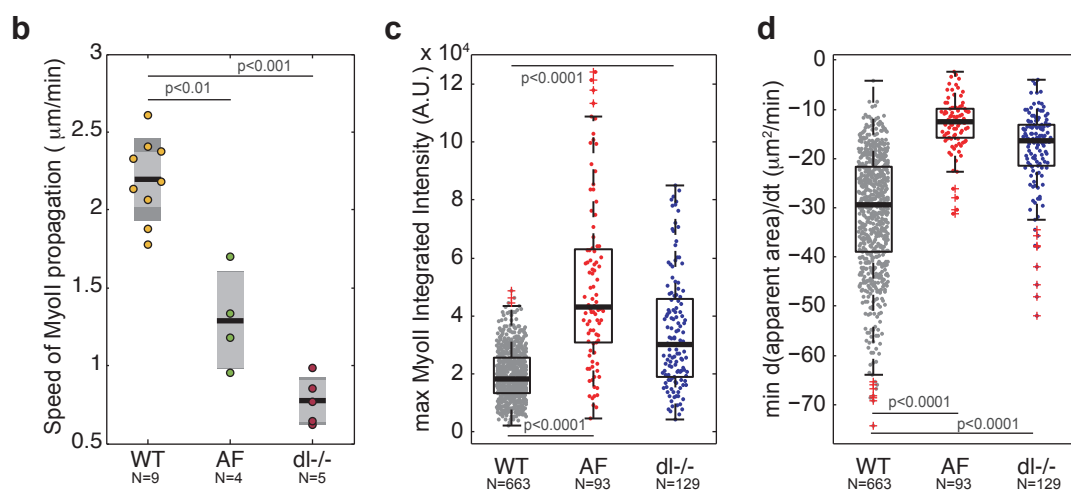 b
Speed of MyoII propagation ( μm/min)
3
2.5
2
1.5
1
0.5
p<0.001
p<0.01
WT
AF
dl-/-
N=9
N=4
N=5
c
max MyoII Integrated Intensity (A.U.)
x 10⁴
12
10
8
6
4
2
0
p<0.0001
p<0.0001
WT
AF
dl-/-
N=663
N=93
N=129
d
min d(apparent area)/dt (μm²/min)
0
−10
−20
−30
−40
−50
−60
−70
p<0.0001
p<0.0001
WT
AF
dl-/-
N=663
N=93
N=129